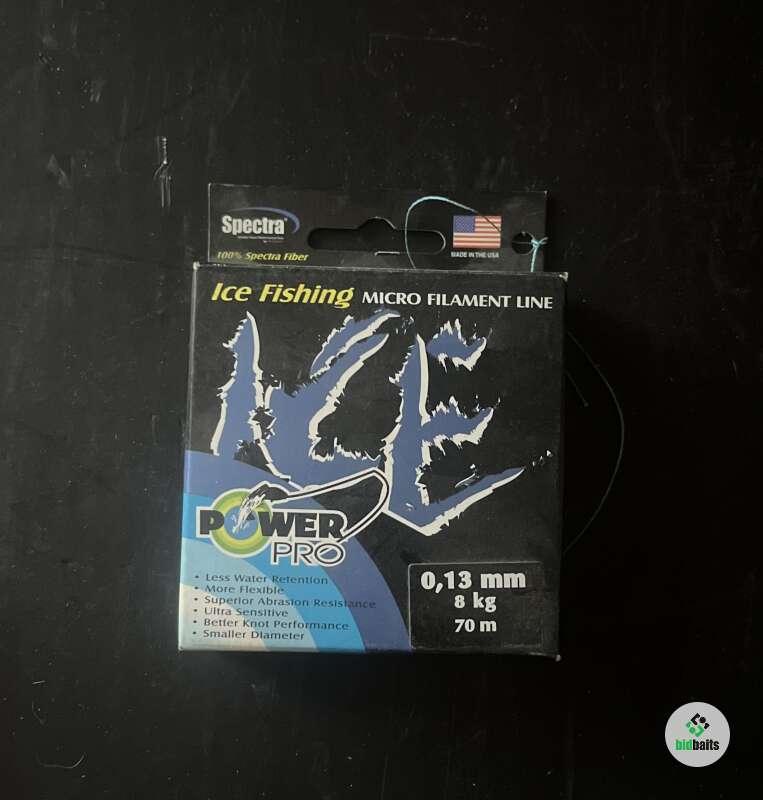 Spectra
MADE IN THE USA
100% Spectra Fiber
Ice Fishing MICRO FILAMENT LINE
ICE
POWER
PRO
• Less Water Retention
• More Flexible
• Superior Abrasion Resistance
• Ultra Sensitive
• Better Knot Performance
• Smaller Diameter
0,13 mm
8 kg
70 m
bidbaits